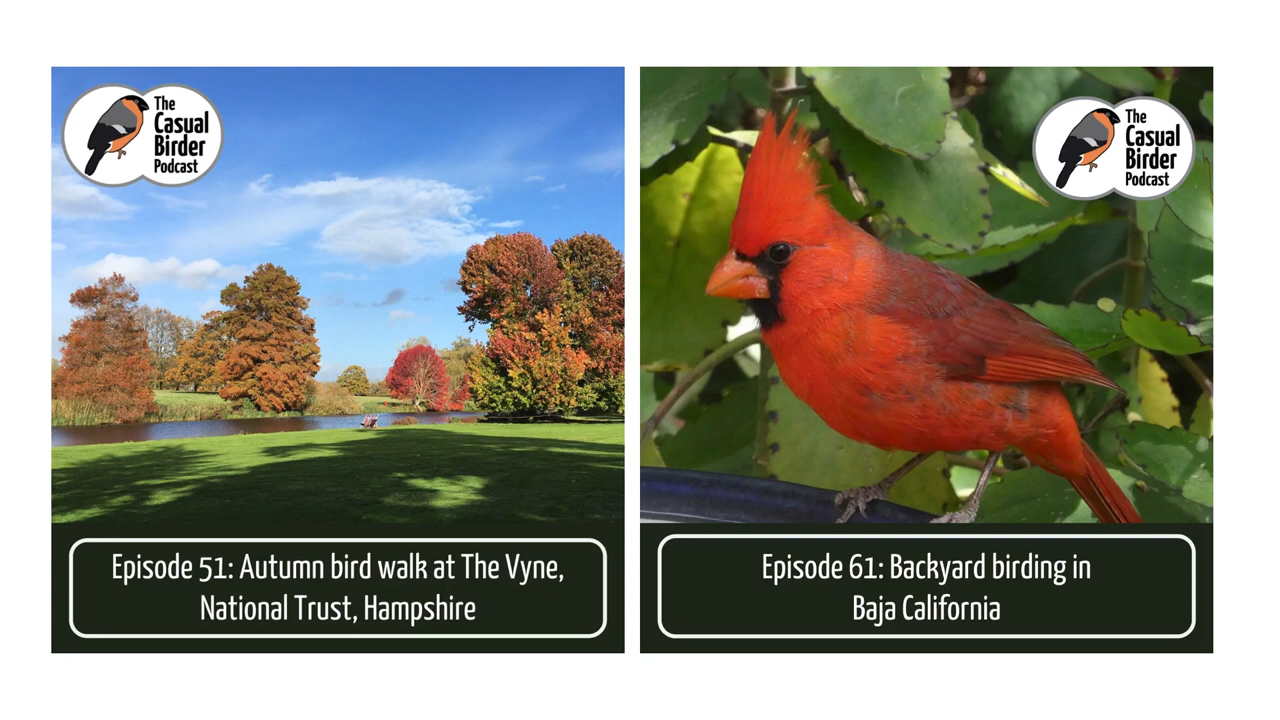 The
Casual
Birder
Podcast
Episode 51: Autumn bird walk at The Vyne,
National Trust, Hampshire
The
Casual
Birder
Podcast
Episode 61: Backyard birding in
Baja California